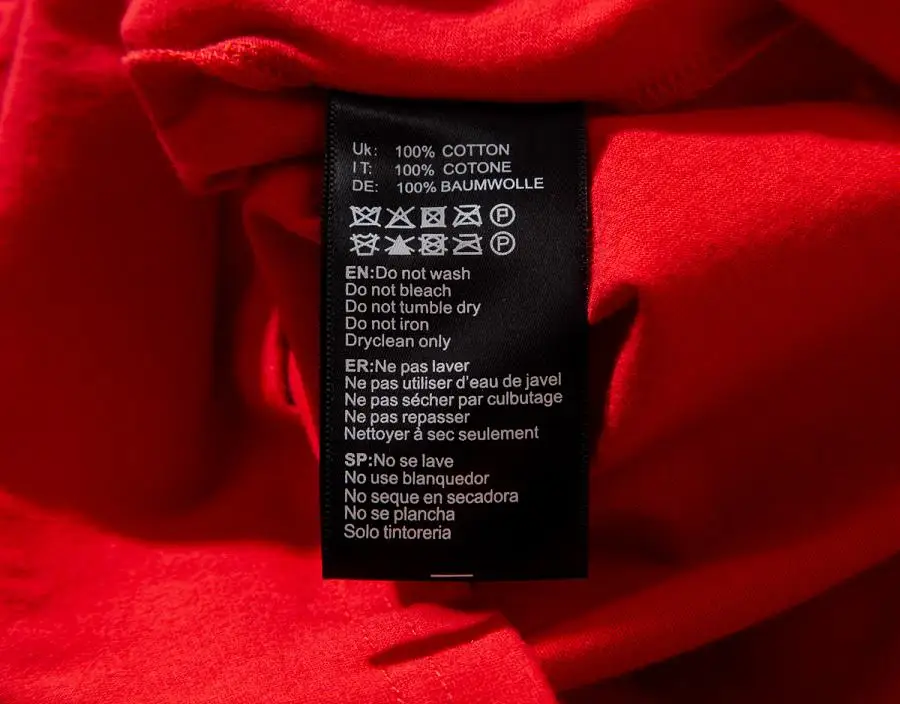 Uk: 100% COTTON
IT: 100% COTONE
DE: 100% BAUMWOLLE
P
P
EN:Do not wash
Do not bleach
Do not tumble dry
Do not iron
Dryclean only
ER:Ne pas laver
Ne pas utiliser d'eau de javel
Ne pas sécher par culbutage
Ne pas repasser
Nettoyer à sec seulement
SP:No se lave
No use blanquedor
No seque en secadora
No se plancha
Solo tintoreria